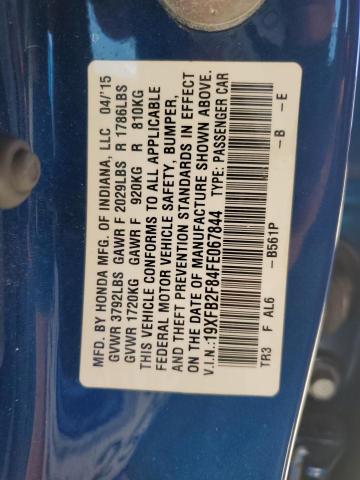 MFD. BY HONDA MFG. OF INDIANA, LLC 04/15
GVWR 3792LBS GAWR F 2029LBS R 1786LBS
GVWR 1720KG GAWR F 920KG R 810KG
THIS VEHICLE CONFORMS TO ALL APPLICABLE
FEDERAL MOTOR VEHICLE SAFETY, BUMPER,
AND THEFT PREVENTION STANDARDS IN EFFECT
ON THE DATE OF MANUFACTURE SHOWN ABOVE.
V.I.N.:19XFB2F84FE067844 TYPE: PASSENGER CAR
TR3 F AL6 -B561P -B -E